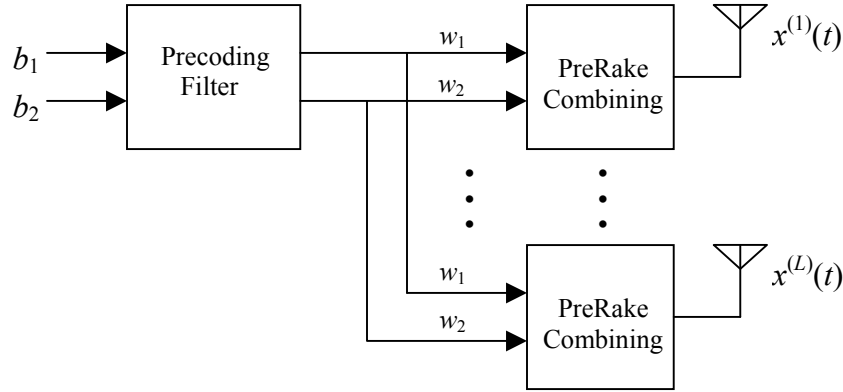 b₁
b₂
Precoding
Filter
w₁
w₂
PreRake
Combining
x⁽¹⁾(t)
w₁
w₂
PreRake
Combining
x⁽ᴸ⁾(t)